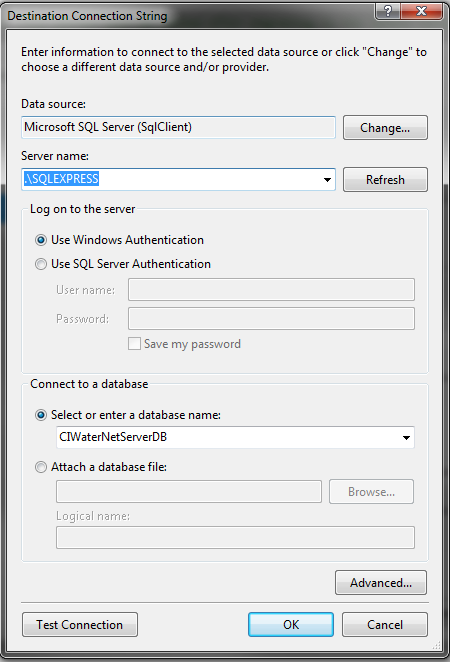 Destination Connection String
Enter information to connect to the selected data source or click "Change" to
choose a different data source and/or provider.
Data source:
Microsoft SQL Server (SqlClient)
Change...
Server name:
.\SQLEXPRESS
Refresh
Log on to the server
Use Windows Authentication
Use SQL Server Authentication
User name:
Password:
Save my password
Connect to a database
Select or enter a database name:
CIWaterNetServerDB
Attach a database file:
Browse...
Logical name:
Advanced...
Test Connection
OK
Cancel